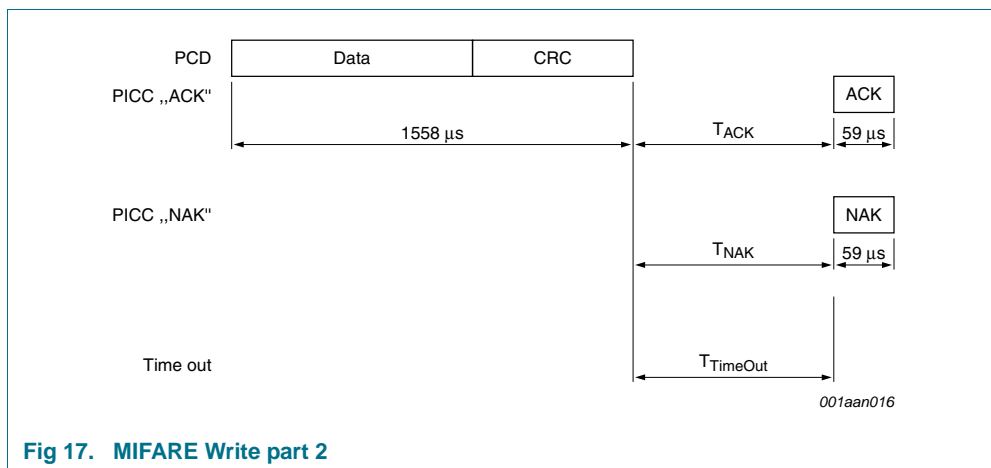 PCD Data CRC
PICC ,,ACK" ACK
1558 μs TACK 59 μs
PICC ,,NAK" NAK
TNAK 59 μs
Time out TTimeOut
001aan016
Fig 17. MIFARE Write part 2